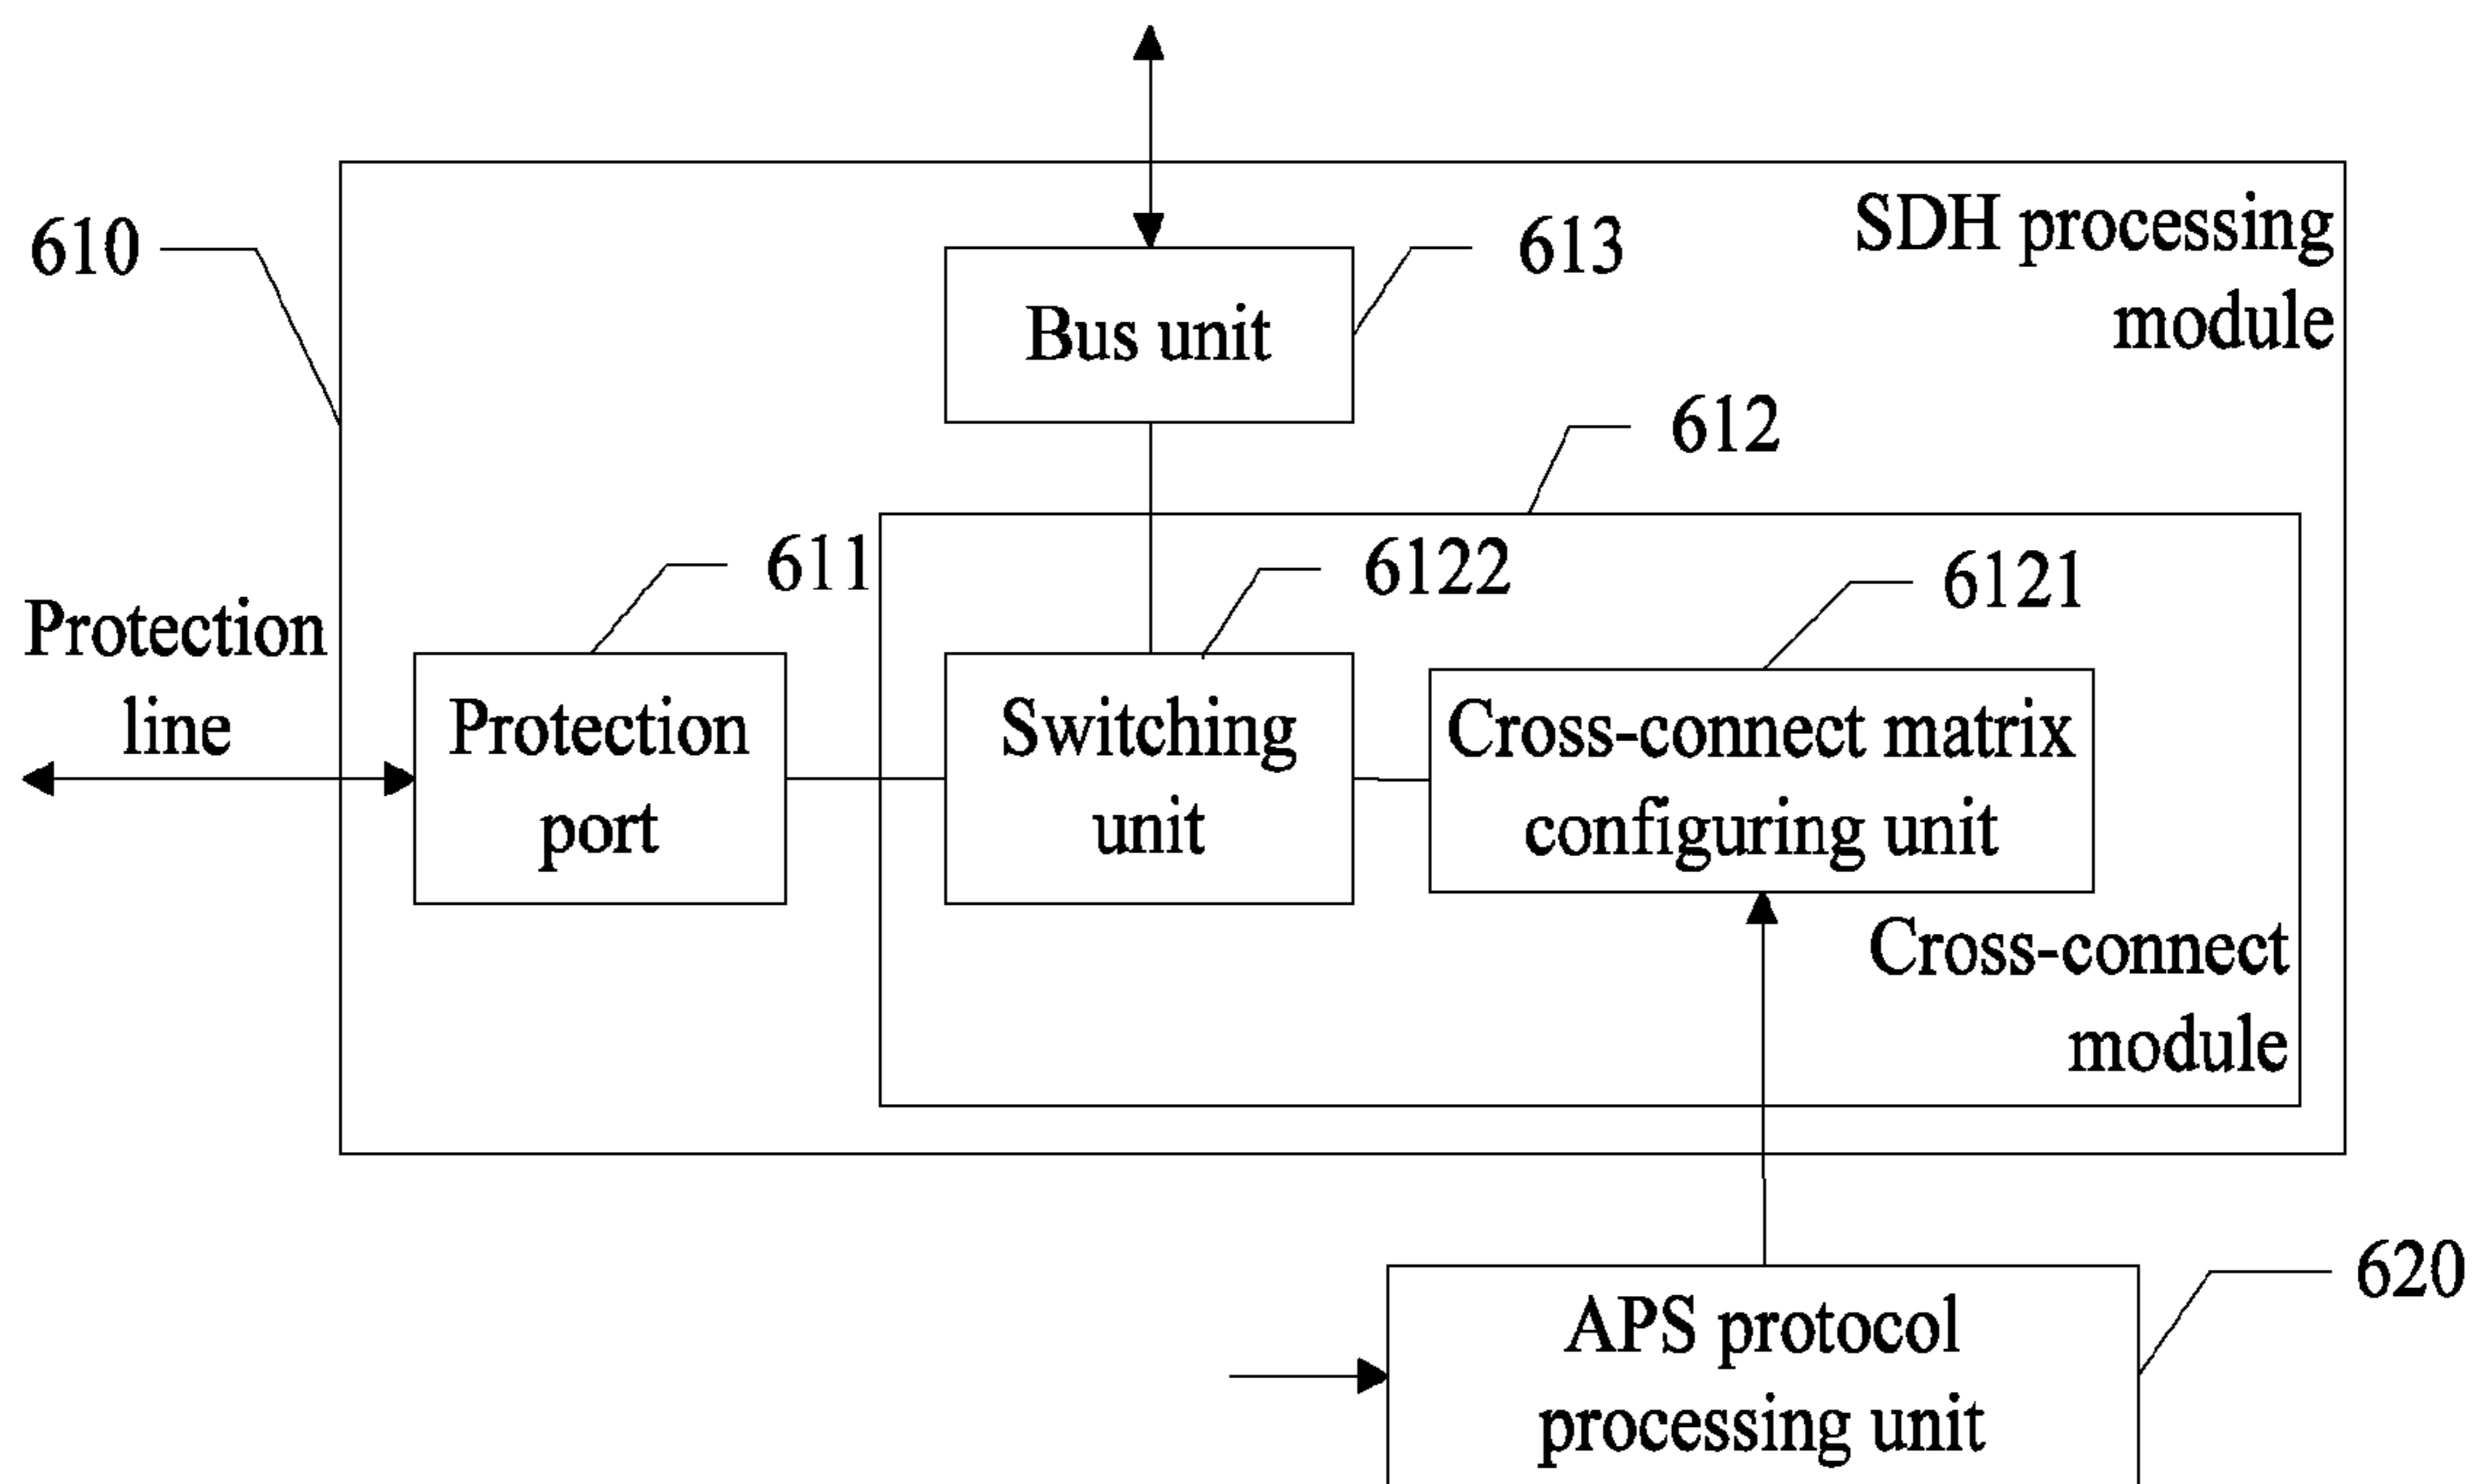 610
SDH processing
module
613
Bus unit
612
611
6122
6121
Protection
line
Protection
port
Switching
unit
Cross-connect matrix
configuring unit
Cross-connect
module
620
APS protocol
processing unit